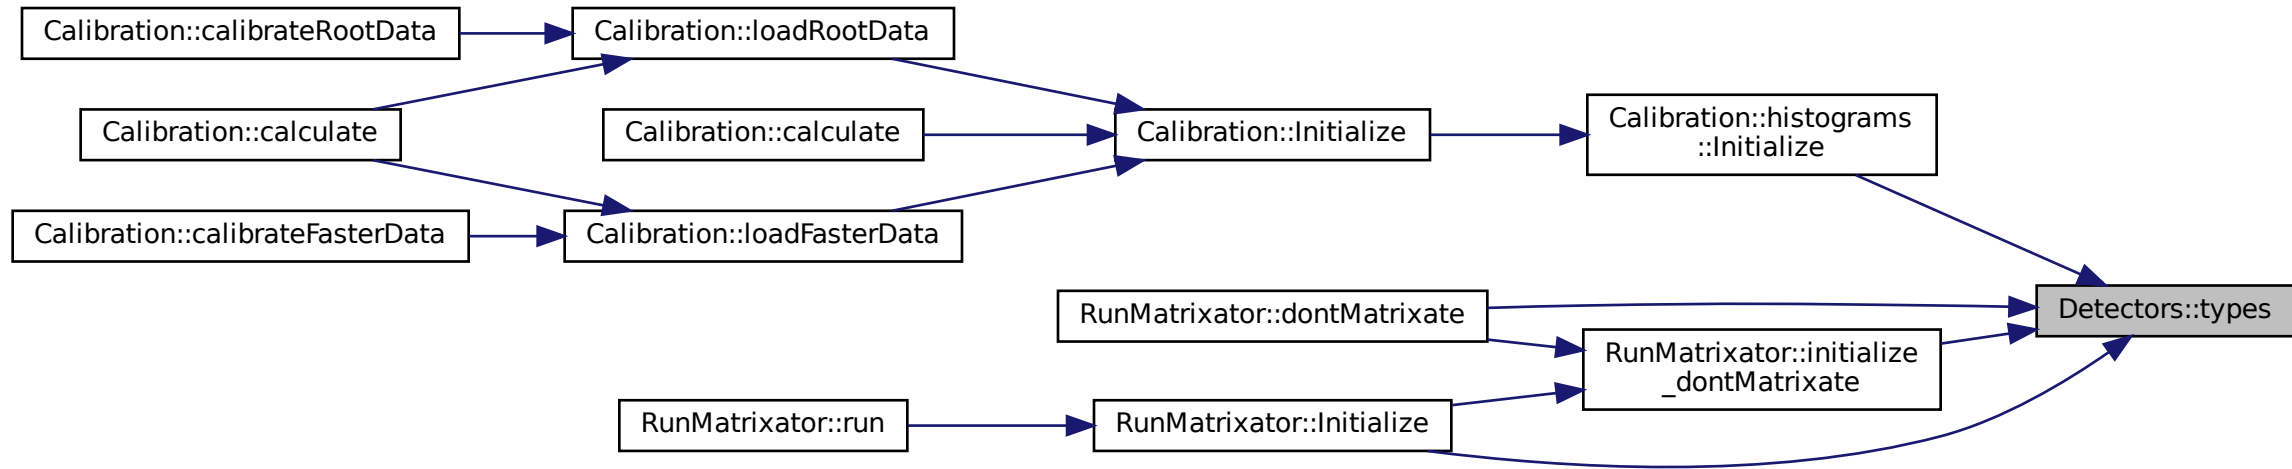 Calibration::calibrateRootData
Calibration::loadRootData
Calibration::calculate
Calibration::calculate
Calibration::Initialize
Calibration::histograms
::Initialize
Calibration::calibrateFasterData
Calibration::loadFasterData
Detectors::types
RunMatrixator::dontMatrixate
RunMatrixator::initialize
_dontMatrixate
RunMatrixator::run
RunMatrixator::Initialize